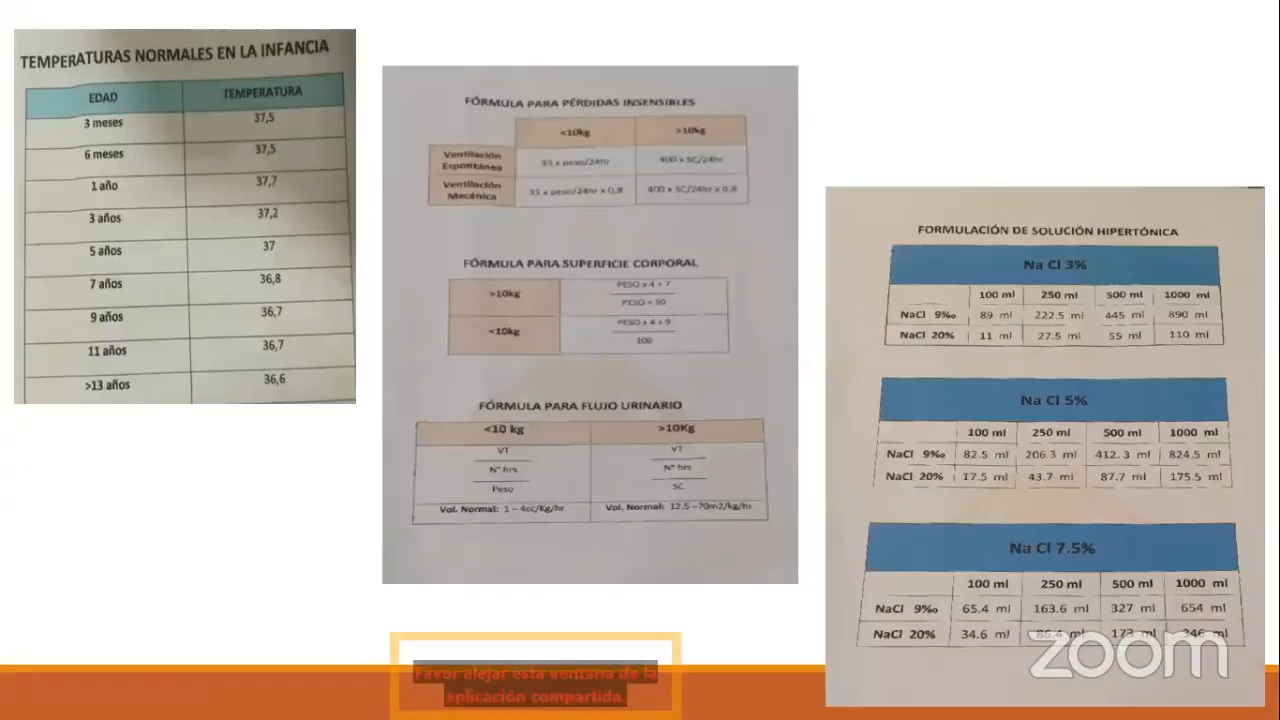 TEMPERATURAS NORMALES EN LA INFANCIA
EDAD TEMPERATURA
3 meses 37,5
6 meses 37,5
1 año 37,7
3 años 37,2
5 años 37
7 años 36,8
9 años 36,7
11 años 36,7
>13 años 36,6
FÓRMULA PARA PÉRDIDAS INSENSIBLES
<10kg >10kg
Ventilación Espontánea 33 x peso/24hr 400 x SC/24hr
Ventilación Mecánica 33 x peso/24hr x 0.8 400 x SC/24hr x 0.8
FÓRMULA PARA SUPERFICIE CORPORAL
>10kg PESO x 4 + 7
PESO + 90
<10kg PESO x 4 + 9
100
FÓRMULA PARA FLUJO URINARIO
<10 kg >10Kg
VT VT
N° hrs N° hrs
Peso SC
Vol. Normal: 1 – 4cc/Kg/hr Vol. Normal: 12.5 –70m2/kg/hr
FORMULACIÓN DE SOLUCIÓN HIPERTÓNICA
Na Cl 3%
100 ml 250 ml 500 ml 1000 ml
NaCl 9‰ 89 ml 222.5 ml 445 ml 890 ml
NaCl 20% 11 ml 27.5 ml 55 ml 110 ml
Na Cl 5%
100 ml 250 ml 500 ml 1000 ml
NaCl 9‰ 82.5 ml 206.3 ml 412.3 ml 824.5 ml
NaCl 20% 17.5 ml 43.7 ml 87.7 ml 175.5 ml
Na Cl 7.5%
100 ml 250 ml 500 ml 1000 ml
NaCl 9‰ 65.4 ml 163.6 ml 327 ml 654 ml
NaCl 20% 34.6 ml 86.4 ml 173 ml 346 ml
zoom
Favor alejar esta ventana de la
aplicación compartida.